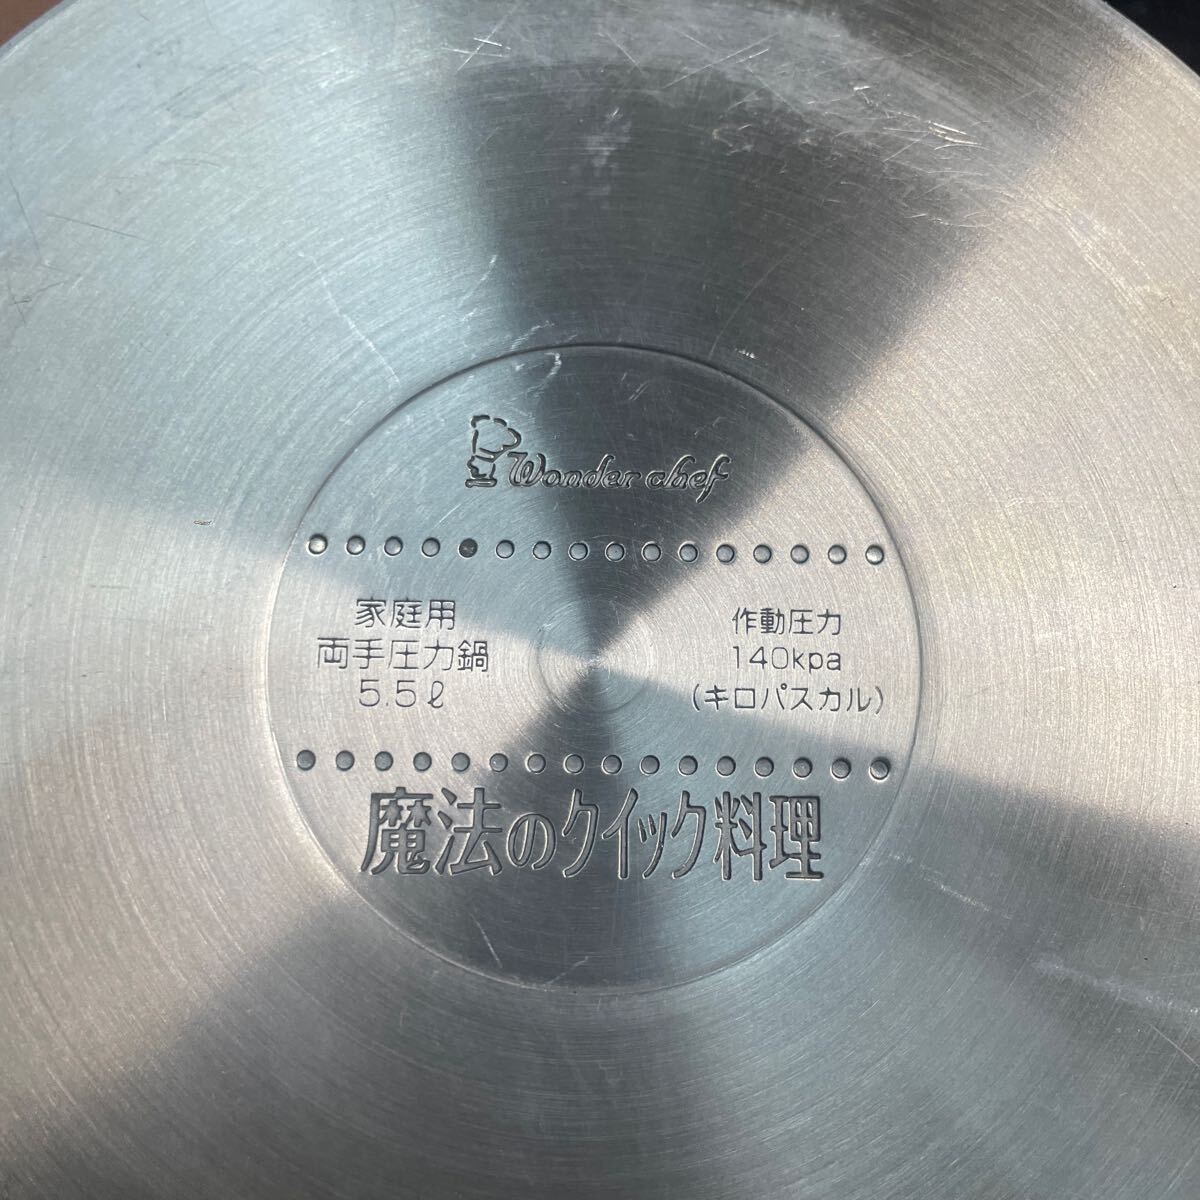 Wonder chef
家庭用
両手圧力鍋
5.5ℓ
作動圧力
140kpa
(キロパスカル)
魔法のクイック料理